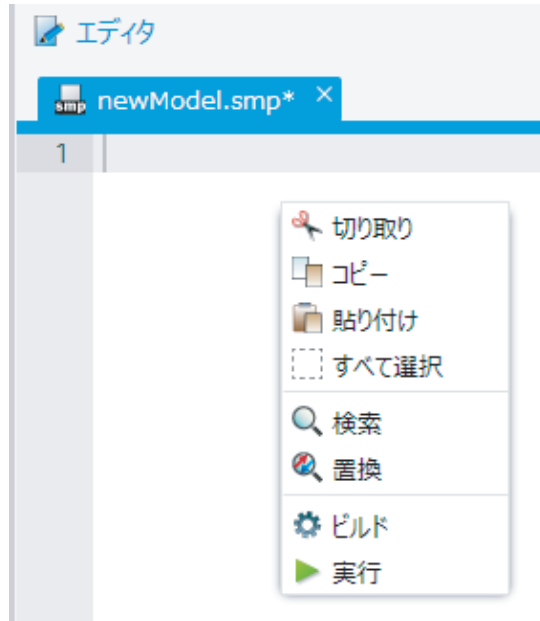 エディタ
smp newModel.smp* ×
1
切り取り
コピー
貼り付け
すべて選択
検索
置換
ビルド
実行